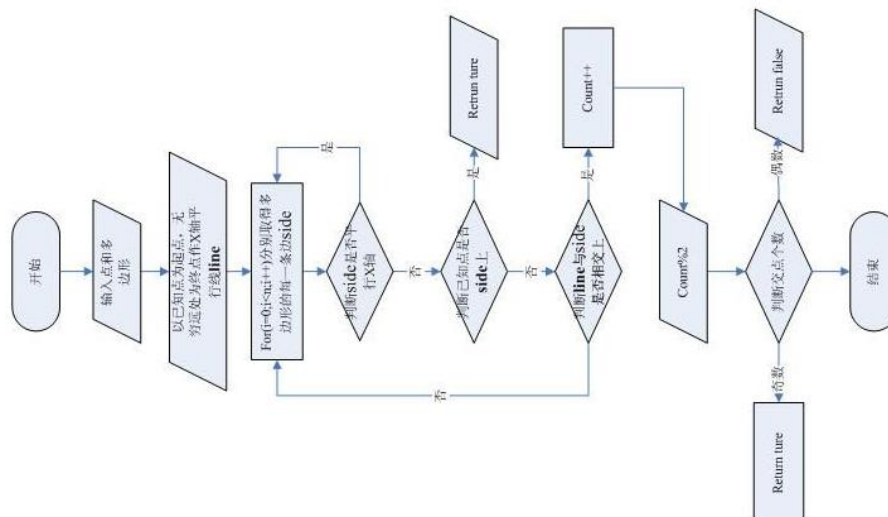 开始
输入点和多
边形
以已知点为起点，无
穷远处为终点作X轴平
行线line
For(i=0;i<n;i++)分别取得多
边形的每一条边side
判断side是否平
行X轴
是
否
判断已知点是否
side上
是
Retrun ture
否
判断line与side
是否相交上
是
Count++
否
Count%2
判断交点个数
偶数
Retrun false
奇数
Return ture
结束